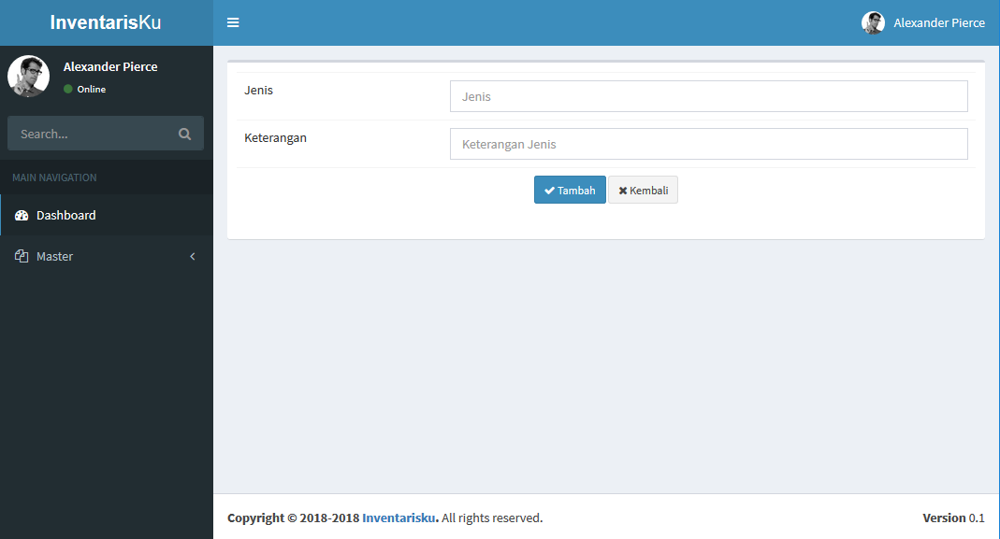 InventarisKu
Alexander Pierce
Alexander Pierce
Online
Search...
MAIN NAVIGATION
Dashboard
Master
Jenis
Jenis
Keterangan
Keterangan Jenis
Tambah Kembali
Copyright © 2018-2018 Inventarisku. All rights reserved.
Version 0.1